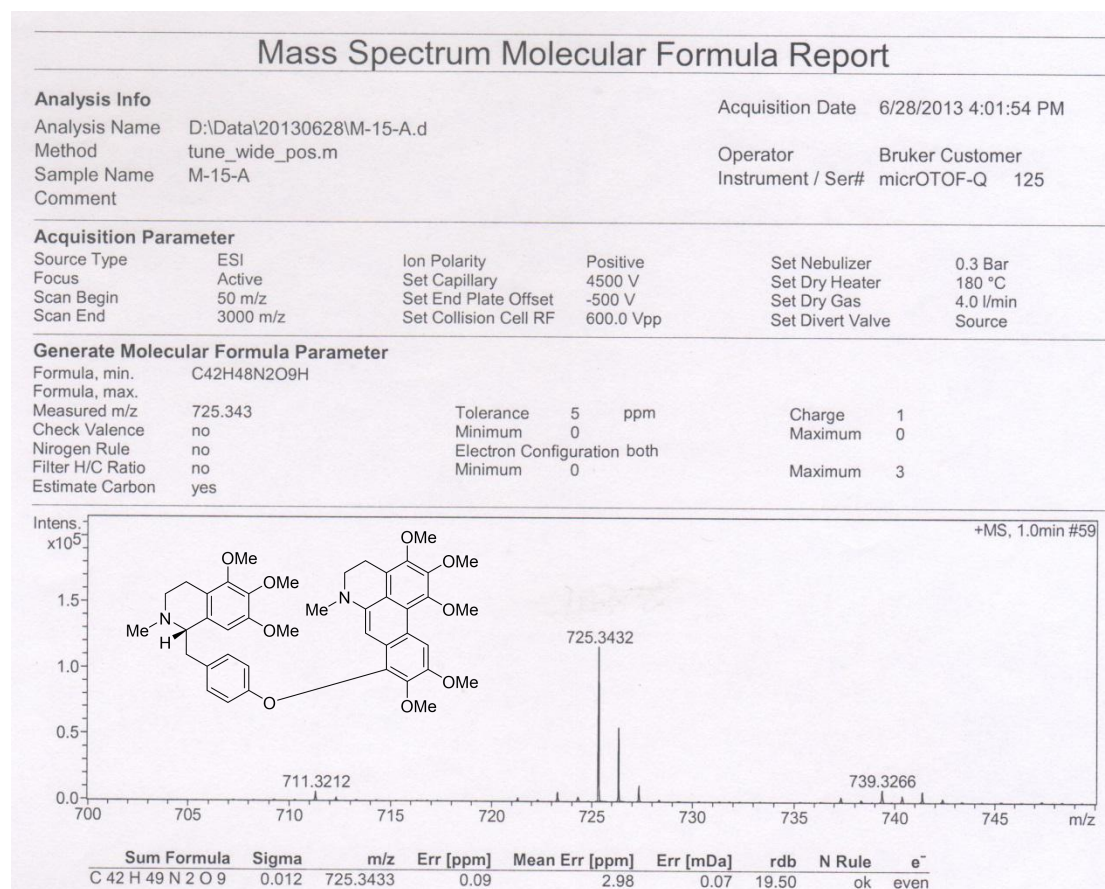 Mass Spectrum Molecular Formula Report
Analysis Info
Acquisition Date 6/28/2013 4:01:54 PM
Analysis Name D:\Data\20130628\M-15-A.d
Method tune_wide_pos.m
Operator Bruker Customer
Sample Name M-15-A
Instrument / Ser# micrOTOF-Q 125
Comment
Acquisition Parameter
Source Type ESI Ion Polarity Positive Set Nebulizer 0.3 Bar
Focus Active Set Capillary 4500 V Set Dry Heater 180 °C
Scan Begin 50 m/z Set End Plate Offset -500 V Set Dry Gas 4.0 l/min
Scan End 3000 m/z Set Collision Cell RF 600.0 Vpp Set Divert Valve Source
Generate Molecular Formula Parameter
Formula, min. C42H48N2O9H
Formula, max.
Measured m/z 725.343 Tolerance 5 ppm Charge 1
Check Valence no Minimum 0 Maximum 0
Nirogen Rule no Electron Configuration both
Filter H/C Ratio no Minimum 0 Maximum 3
Estimate Carbon yes
Intens.
x10⁵
+MS, 1.0min #59
OMe
OMe
OMe
OMe
OMe
OMe
N
Me
H
N
Me
O
OMe
OMe
1.5
1.0
0.5
0.0
725.3432
711.3212
739.3266
700 705 710 715 720 725 730 735 740 745 m/z
Sum Formula Sigma m/z Err [ppm] Mean Err [ppm] Err [mDa] rdb N Rule e⁻
C 42 H 49 N 2 O 9 0.012 725.3433 0.09 2.98 0.07 19.50 ok even